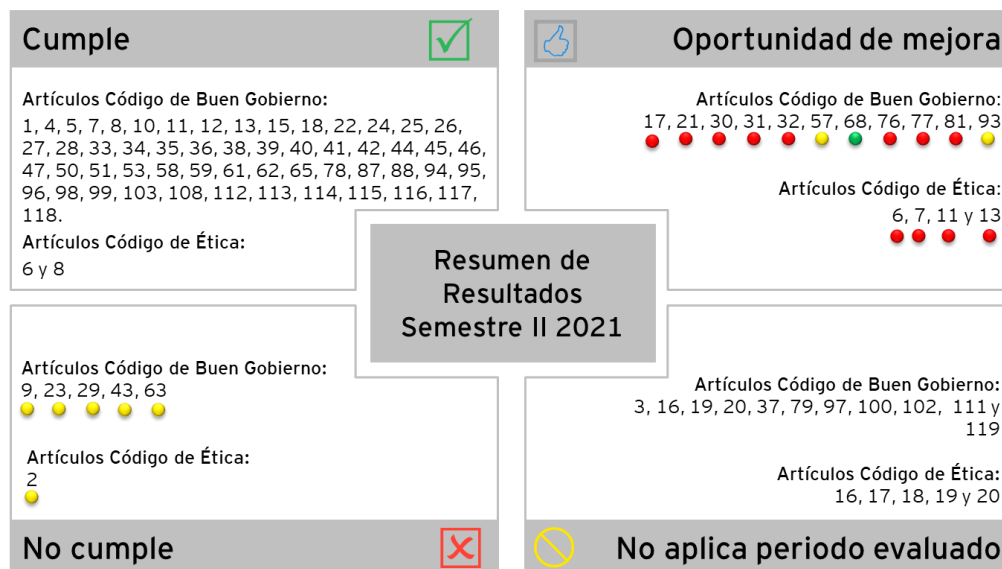 Cumple
Artículos Código de Buen Gobierno:
1, 4, 5, 7, 8, 10, 11, 12, 13, 15, 18, 22, 24, 25, 26,
27, 28, 33, 34, 35, 36, 38, 39, 40, 41, 42, 44, 45, 46,
47, 50, 51, 53, 58, 59, 61, 62, 65, 78, 87, 88, 94, 95,
96, 98, 99, 103, 108, 112, 113, 114, 115, 116, 117,
118.
Artículos Código de Ética:
6 y 8
Oportunidad de mejora
Artículos Código de Buen Gobierno:
17, 21, 30, 31, 32, 57, 68, 76, 77, 81, 93
Artículos Código de Ética:
6, 7, 11 y 13
Resumen de
Resultados
Semestre II 2021
Artículos Código de Buen Gobierno:
9, 23, 29, 43, 63
Artículos Código de Ética:
2
No cumple
Artículos Código de Buen Gobierno:
3, 16, 19, 20, 37, 79, 97, 100, 102, 111 y
119
Artículos Código de Ética:
16, 17, 18, 19 y 20
No aplica periodo evaluado